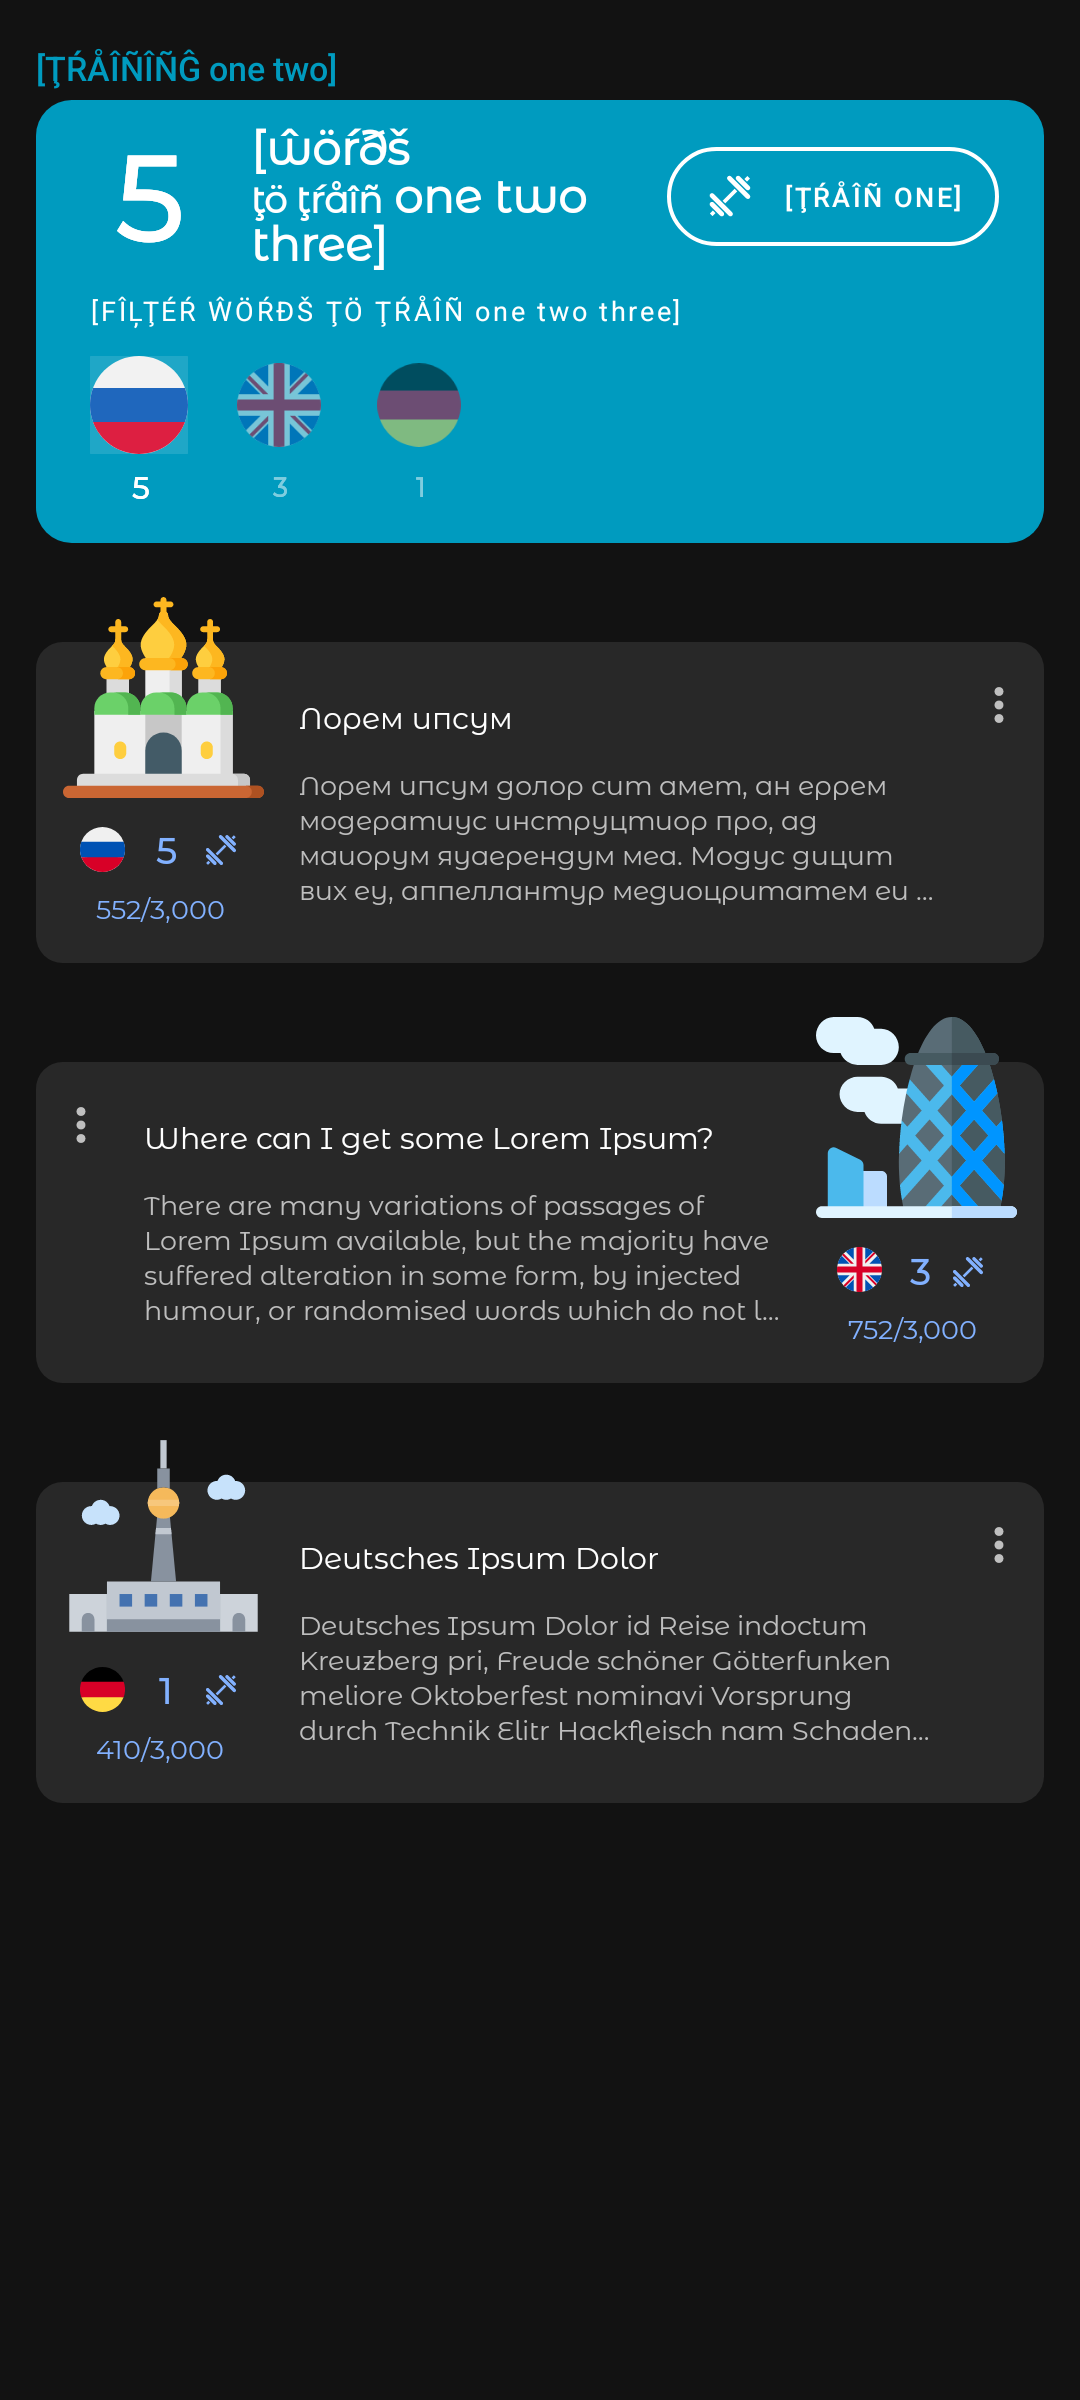 [ŢŔÅÎÑÎÑĜ one two]
5
[ŵöŕðš
ţö ţŕåîñ one two
three]
[ŢŔÅÎÑ ONE]
[FÎĻŢÉŔ ŴÖŔÐŠ ŢÖ ŢŔÅÎÑ one two three]
5
3
1
Лорем ипсум
Лорем ипсум долор сит амет, ан еррем
модератиус инструцтиор про, ад
маиорум яуаерендум меа. Модус дицит
вих еу, аппеллантур медиоцритатем еи ...
5
552/3,000
Where can I get some Lorem Ipsum?
There are many variations of passages of
Lorem Ipsum available, but the majority have
suffered alteration in some form, by injected
humour, or randomised words which do not l...
3
752/3,000
Deutsches Ipsum Dolor
Deutsches Ipsum Dolor id Reise indoctum
Kreuzberg pri, Freude schöner Götterfunken
meliore Oktoberfest nominavi Vorsprung
durch Technik Elitr Hackfleisch nam Schaden...
1
410/3,000